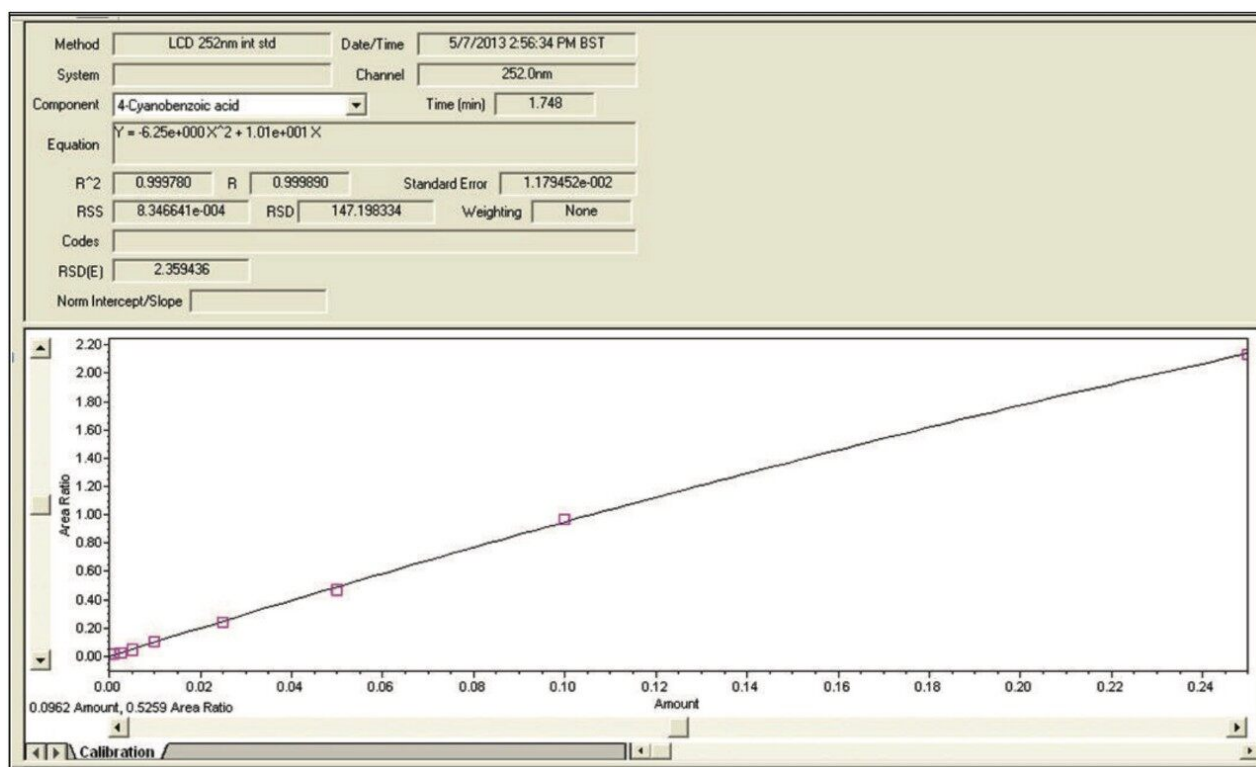 Method LCD 252nm int std Date/Time 5/7/2013 2:56:34 PM BST
System Channel 252.0nm
Component 4-Cyanobenzoic acid Time (min) 1.748
Equation Y = -6.25e+000 X^2 + 1.01e+001 X
R^2 0.999780 R 0.999890 Standard Error 1.179452e-002
RSS 8.346641e-004 RSD 147.198334 Weighting None
Codes
RSD(E) 2.359436
Norm Intercept/Slope
2.20
2.00
1.80
1.60
1.40
1.20
1.00
0.80
0.60
0.40
0.20
0.00
Area Ratio
0.00 0.02 0.04 0.06 0.08 0.10 0.12 0.14 0.16 0.18 0.20 0.22 0.24
Amount
0.0962 Amount, 0.5259 Area Ratio
Calibration